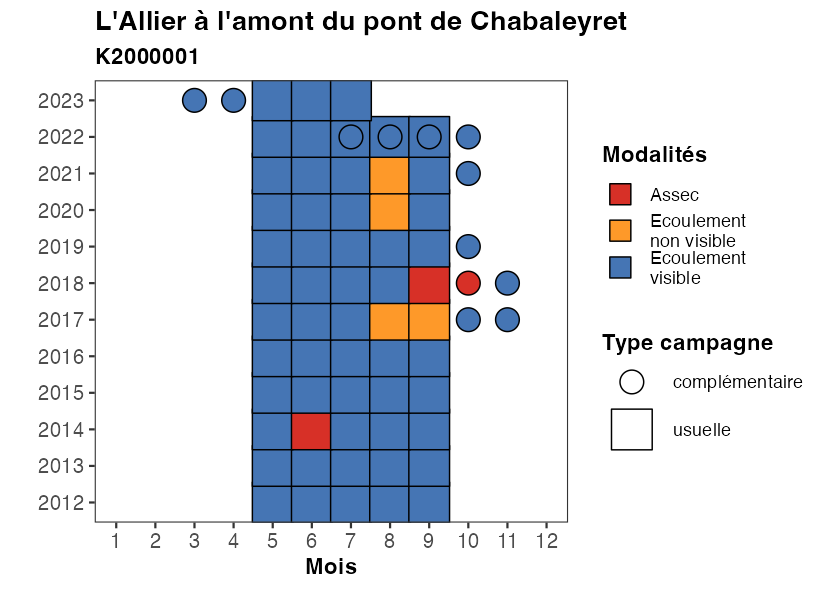 L'Allier à l'amont du pont de Chabaleyret
K2000001
2023
2022
2021
2020
2019
2018
2017
2016
2015
2014
2013
2012
1 2 3 4 5 6 7 8 9 10 11 12
Mois
Modalités
Assec
Ecoulement
non visible
Ecoulement
visible
Type campagne
complémentaire
usuelle